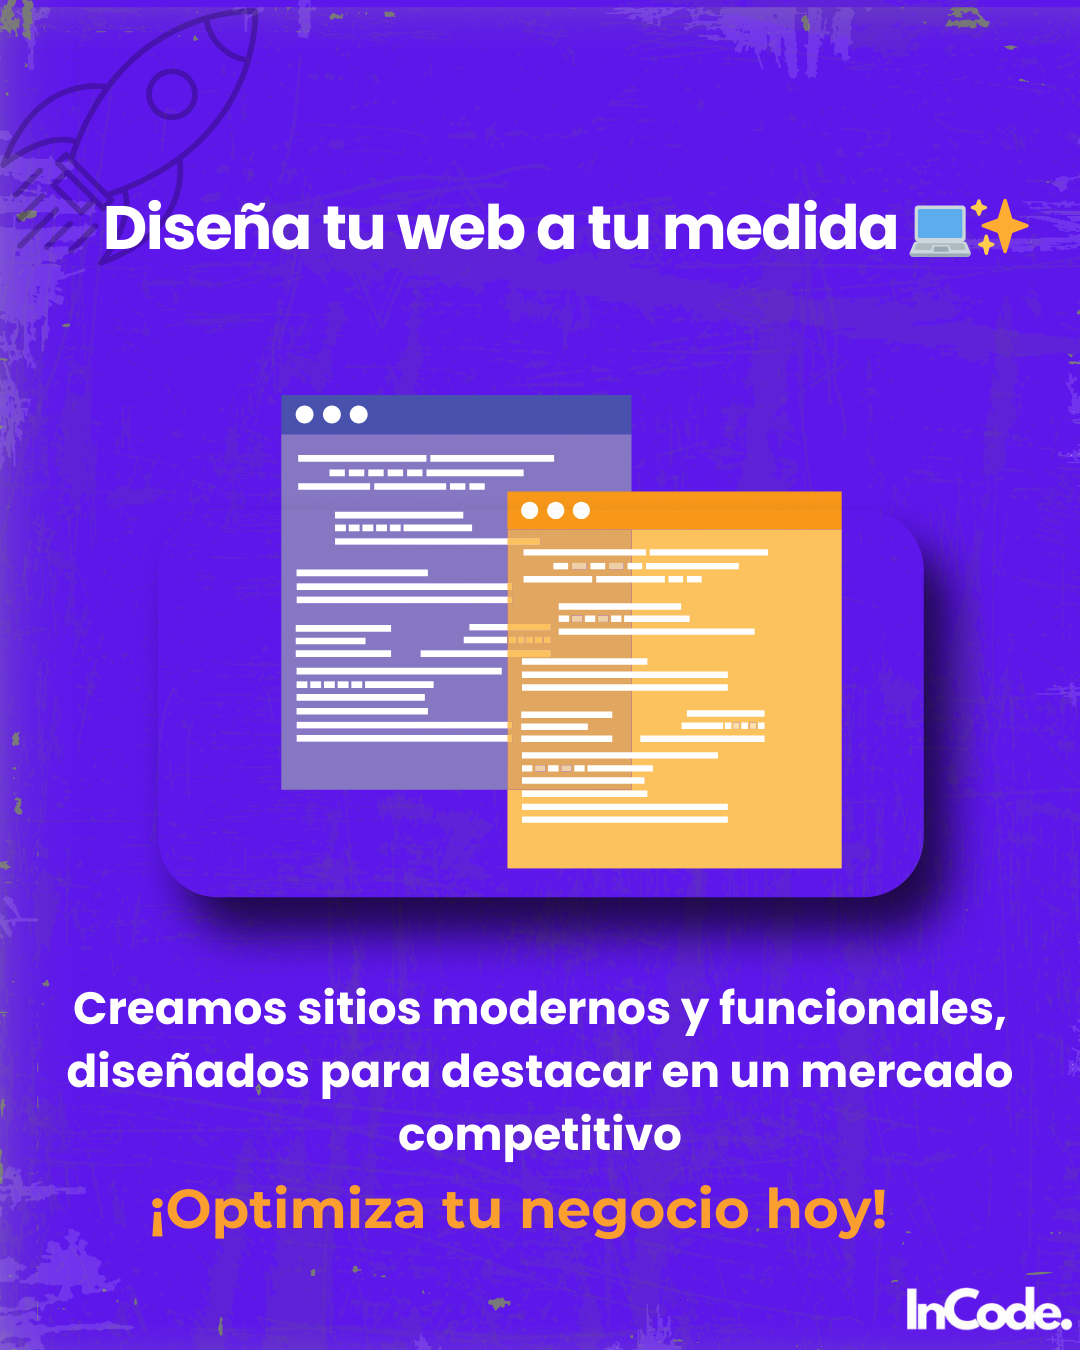 Diseña tu web a tu medida 💻✨
Creamos sitios modernos y funcionales,
diseñados para destacar en un mercado
competitivo
¡Optimiza tu negocio hoy!
InCode.